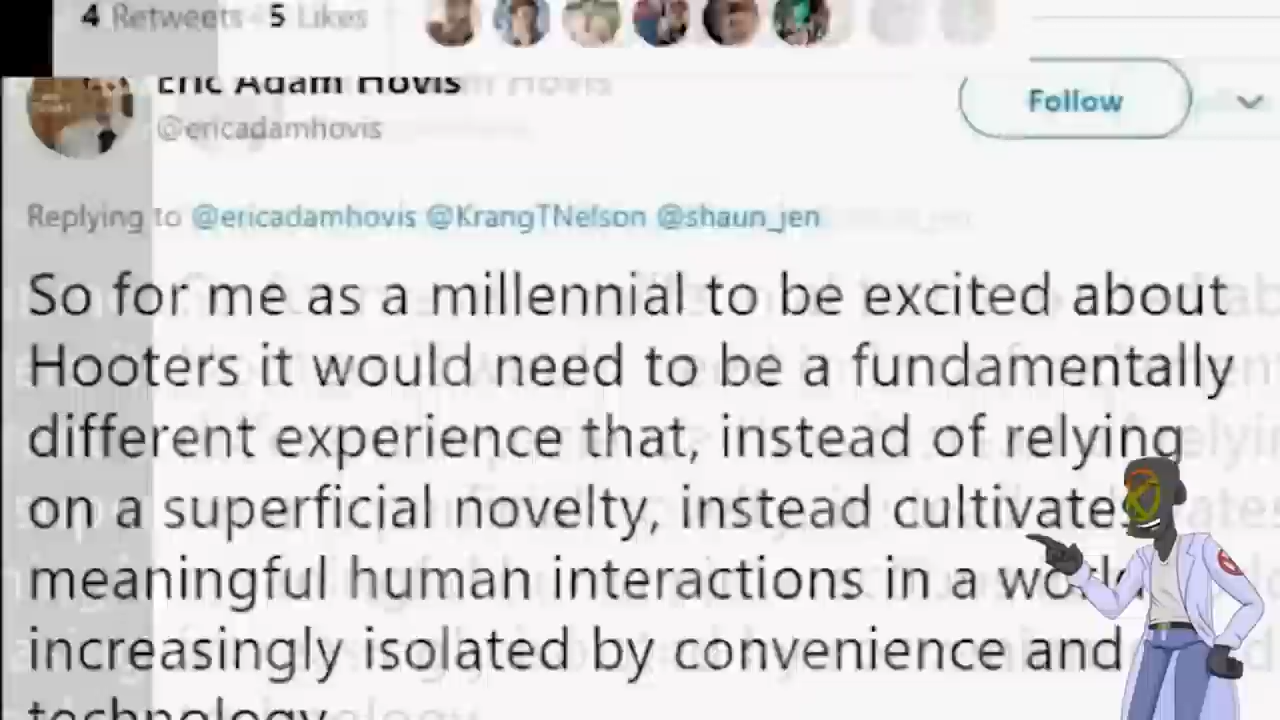 4 Retweets 5 Likes
Eric Adam Hovis
@ericadamhovis
Follow
Replying to @ericadamhovis @KrangTNelson @shaun_jen
So for me as a millennial to be excited about
Hooters it would need to be a fundamentally
different experience that, instead of relying
on a superficial novelty, instead cultivates
meaningful human interactions in a world
increasingly isolated by convenience and
technology